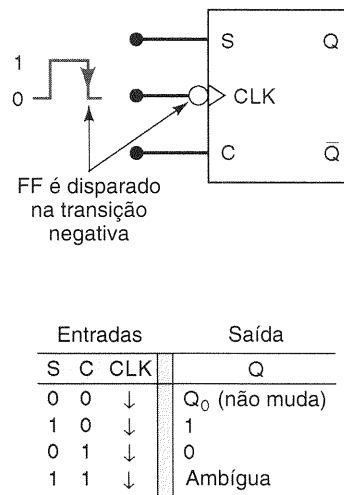 S Q
1
0
CLK
C Q̅
FF é disparado
na transição
negativa
Entradas Saída
S C CLK Q
0 0 ↓ Q₀ (não muda)
1 0 ↓ 1
0 1 ↓ 0
1 1 ↓ Ambígua